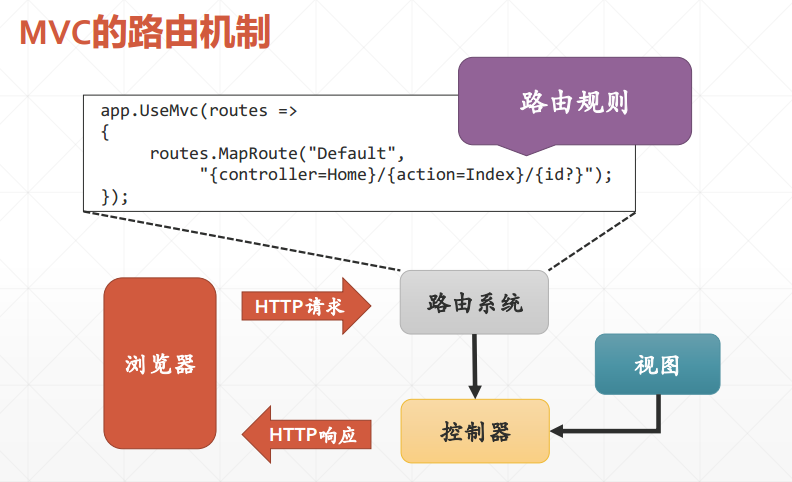 MVC的路由机制
路由规则
app.UseMvc(routes =>
{
routes.MapRoute("Default",
"{controller=Home}/{action=Index}/{id?}");
});
浏览器
HTTP请求
路由系统
视图
HTTP响应
控制器